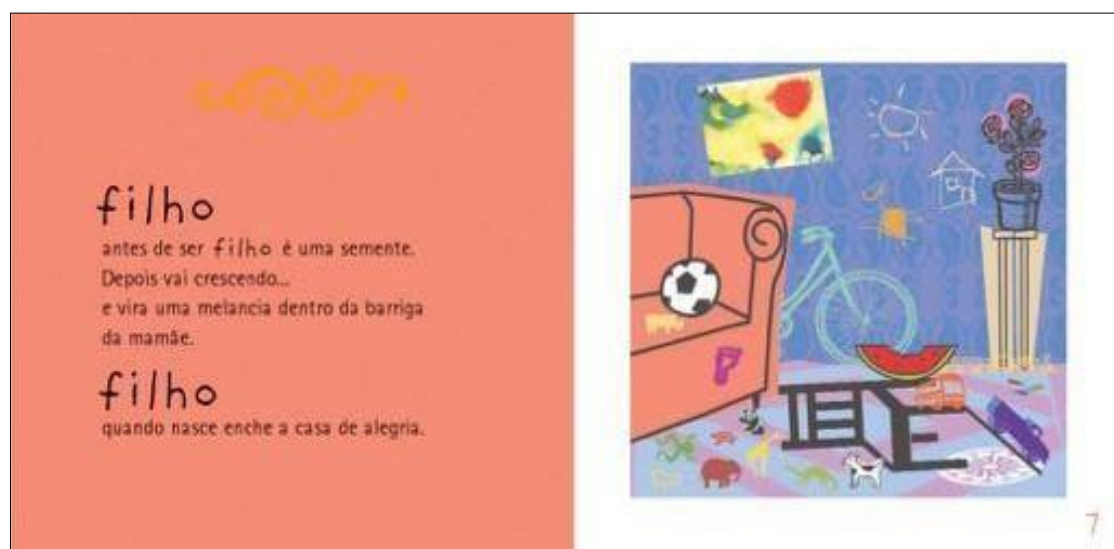 filho
antes de ser filho é uma semente.
Depois vai crescendo...
e vira uma melancia dentro da barriga
da mamãe.
filho
quando nasce enche a casa de alegria.
7